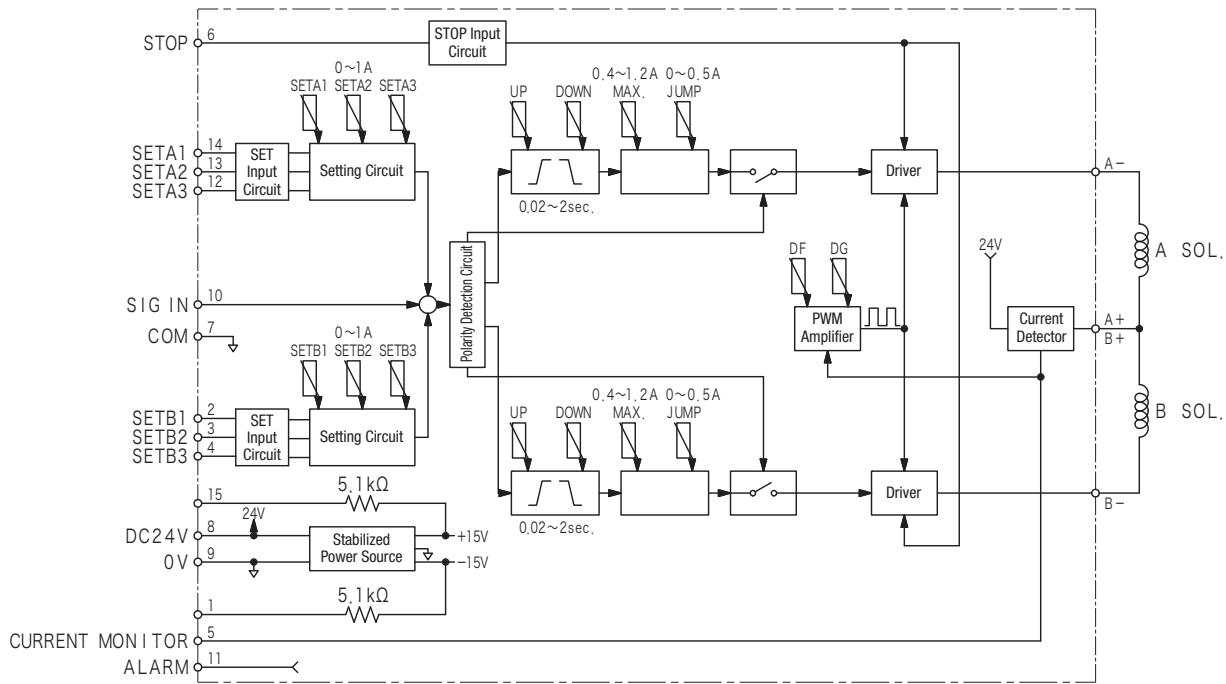 STOP
6
STOP Input
Circuit
0~1A
SETA1
SETA2
SETA3
SETA1
14
SETA2
13
SETA3
12
SET
Input
Circuit
Setting Circuit
UP
DOWN
0.02~2sec.
0.4~1.2A
MAX.
0~0.5A
JUMP
Driver
A-
A SOL.
SIG IN
10
COM
7
Polarity Detection Circuit
DF
DG
PWM
Amplifier
24V
Current
Detector
A+
B+
0~1A
SETB1
SETB2
SETB3
SETB1
2
SETB2
3
SETB3
4
SET
Input
Circuit
Setting Circuit
UP
DOWN
0.02~2sec.
0.4~1.2A
MAX.
0~0.5A
JUMP
Driver
B-
B SOL.
15
5.1kΩ
24V
DC24V
8
0V
9
Stabilized
Power Source
+15V
-15V
1
5.1kΩ
CURRENT MONITOR
5
ALARM
11